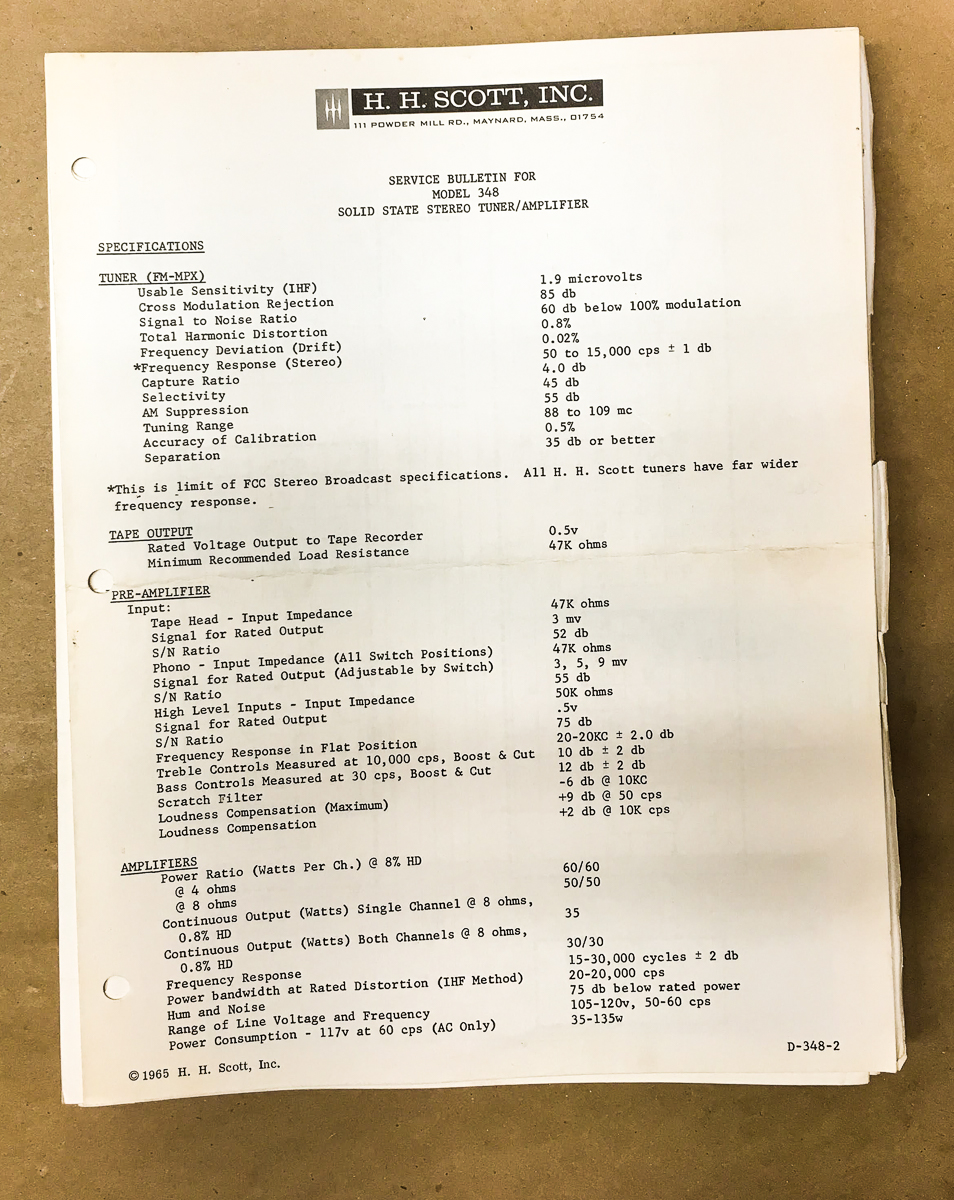 H. H. SCOTT, INC.
111 POWDER MILL RD., MAYNARD, MASS., 01754
SERVICE BULLETIN FOR
MODEL 348
SOLID STATE STEREO TUNER/AMPLIFIER
SPECIFICATIONS
TUNER (FM-MPX)
Usable Sensitivity (IHF) 1.9 microvolts
Cross Modulation Rejection 85 db
Signal to Noise Ratio 60 db below 100% modulation
Total Harmonic Distortion 0.8%
Frequency Deviation (Drift) 0.02%
*Frequency Response (Stereo) 50 to 15,000 cps ± 1 db
Capture Ratio 4.0 db
Selectivity 45 db
AM Suppression 55 db
Tuning Range 88 to 109 mc
Accuracy of Calibration 0.5%
Separation 35 db or better
*This is limit of FCC Stereo Broadcast specifications. All H. H. Scott tuners have far wider
frequency response.
TAPE OUTPUT
Rated Voltage Output to Tape Recorder 0.5v
Minimum Recommended Load Resistance 47K ohms
PRE-AMPLIFIER
Input:
Tape Head - Input Impedance 47K ohms
Signal for Rated Output 3 mv
S/N Ratio 52 db
Phono - Input Impedance (All Switch Positions) 47K ohms
Signal for Rated Output (Adjustable by Switch) 3, 5, 9 mv
S/N Ratio 55 db
High Level Inputs - Input Impedance 50K ohms
Signal for Rated Output .5v
S/N Ratio 75 db
Frequency Response in Flat Position 20-20KC ± 2.0 db
Treble Controls Measured at 10,000 cps, Boost & Cut 10 db ± 2 db
Bass Controls Measured at 30 cps, Boost & Cut 12 db ± 2 db
Scratch Filter -6 db @ 10KC
Loudness Compensation (Maximum) +9 db @ 50 cps
Loudness Compensation +2 db @ 10K cps
AMPLIFIERS
Power Ratio (Watts Per Ch.) @ 8% HD
@ 4 ohms 60/60
@ 8 ohms 50/50
Continuous Output (Watts) Single Channel @ 8 ohms,
0.8% HD 35
Continuous Output (Watts) Both Channels @ 8 ohms,
0.8% HD 30/30
Frequency Response 15-30,000 cycles ± 2 db
Power bandwidth at Rated Distortion (IHF Method) 20-20,000 cps
Hum and Noise 75 db below rated power
Range of Line Voltage and Frequency 105-120v, 50-60 cps
Power Consumption - 117v at 60 cps (AC Only) 35-135w
D-348-2
© 1965 H. H. Scott, Inc.